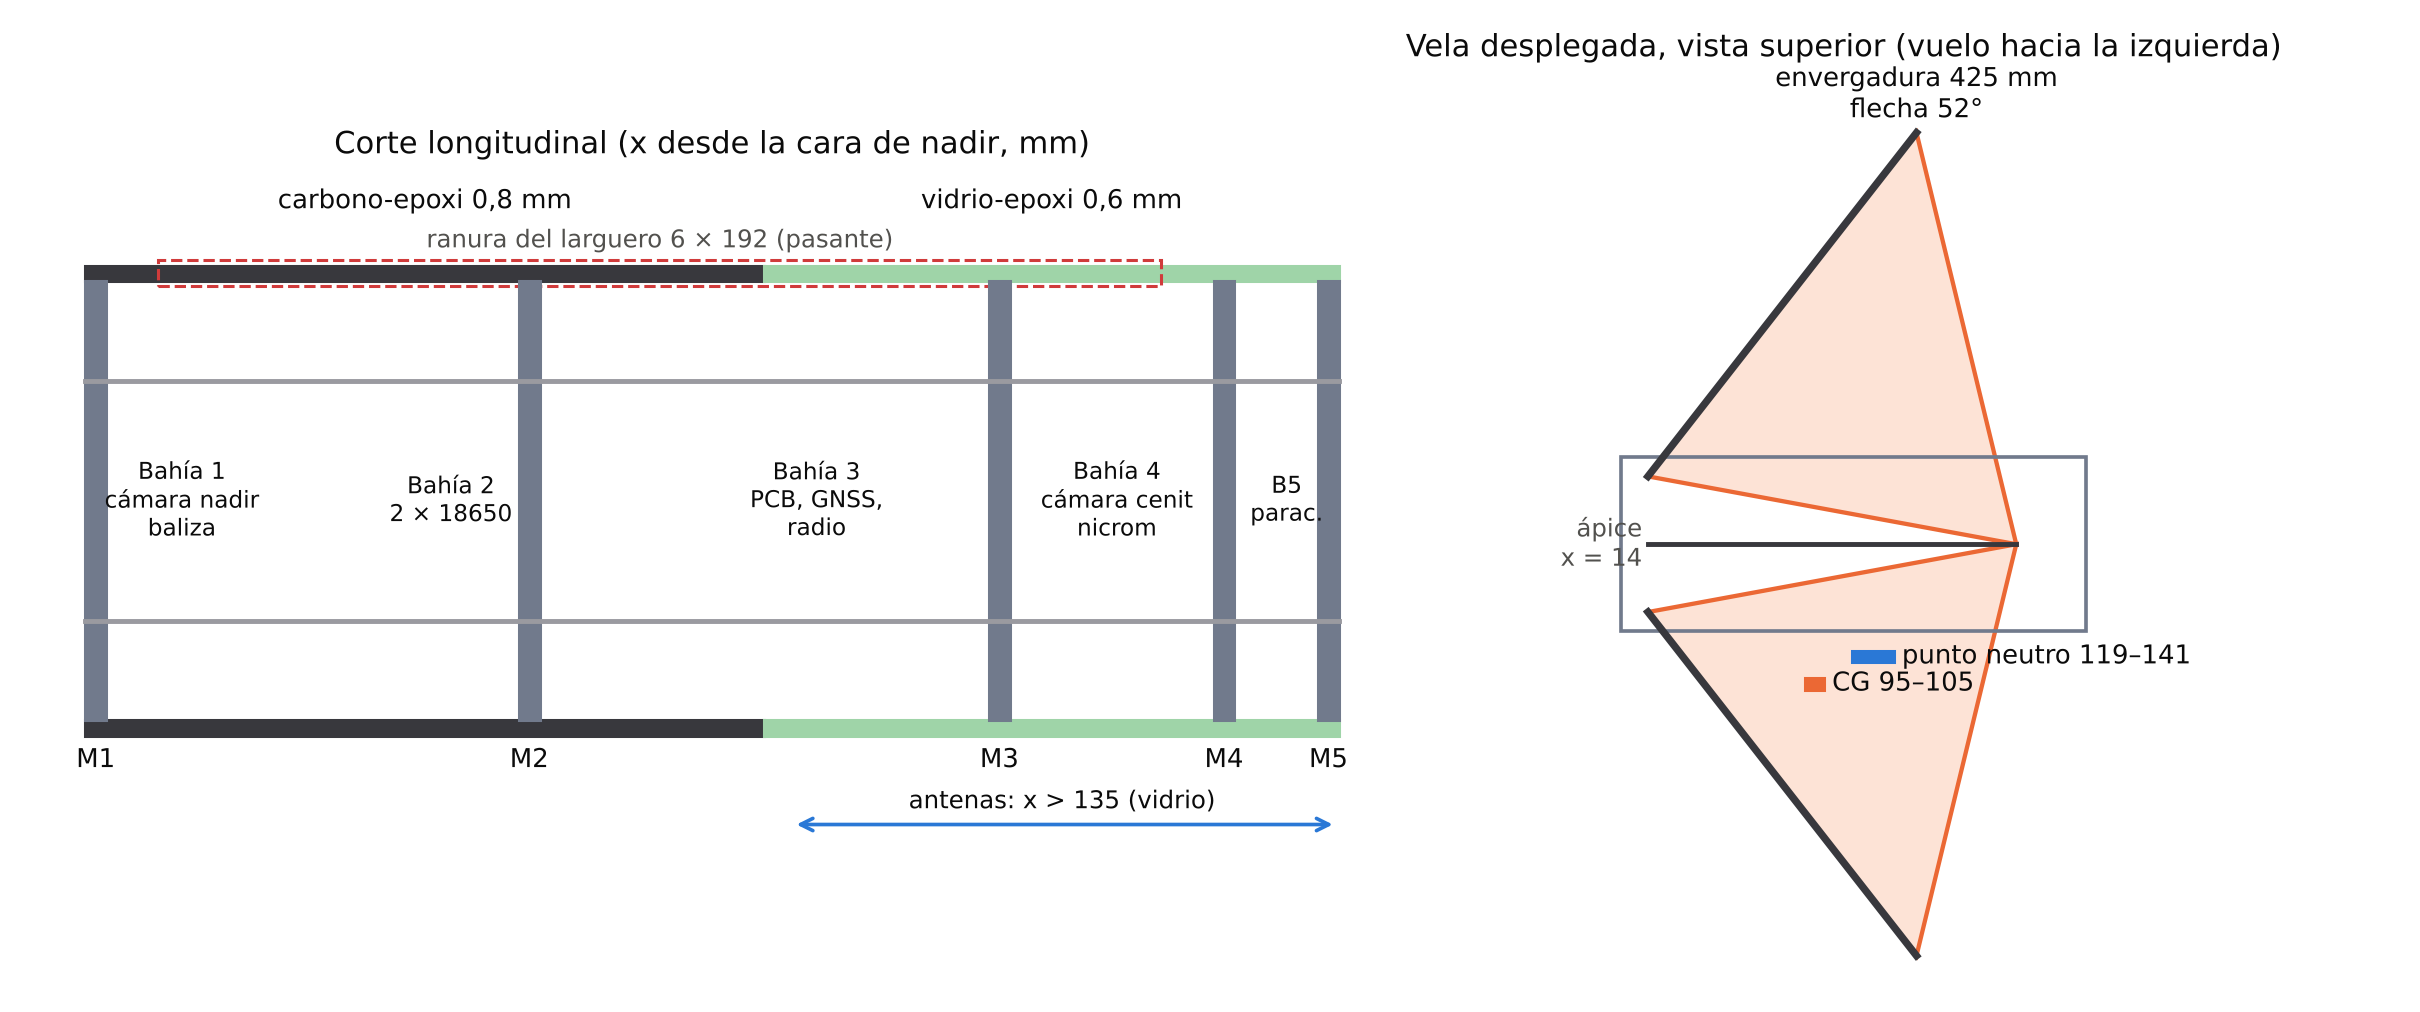 Corte longitudinal (x desde la cara de nadir, mm)
carbono-epoxi 0,8 mm
vidrio-epoxi 0,6 mm
ranura del larguero 6 × 192 (pasante)
Bahía 1
cámara nadir
baliza
Bahía 2
2 × 18650
Bahía 3
PCB, GNSS,
radio
Bahía 4
cámara cenit
nicrom
B5
parac.
M1
M2
M3
M4
M5
antenas: x > 135 (vidrio)
Vela desplegada, vista superior (vuelo hacia la izquierda)
envergadura 425 mm
flecha 52°
ápice
x = 14
punto neutro 119–141
CG 95–105